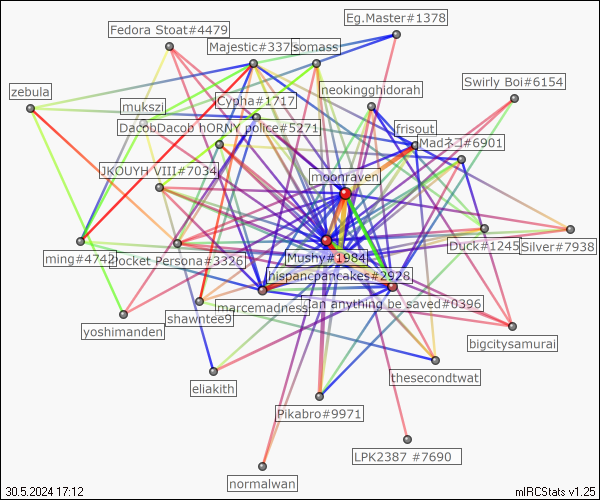 Eg.Master#1378
Fedora Stoat#4479
Majestic#337
somass
Swirly Boi#6154
zebula
neokingghidorah
Cypha#1717
mukszi
DacobDacob
hORNY police#5271
frisout
Madネコ#6901
JKOUYH VIII#7034
moonraven
Duck#1245
Silver#7938
ming#4742
Pocket Persona#3326
Mushy#1984
hispancpancakes#2928
marcemadness
can anything be saved#0396
shawntee9
yoshimanden
bigcitysamurai
eliakith
thesecondtwat
Pikabro#9971
LPK2387 #7690
normalwan
30.5.2024 17:12
mIRCStats v1.25